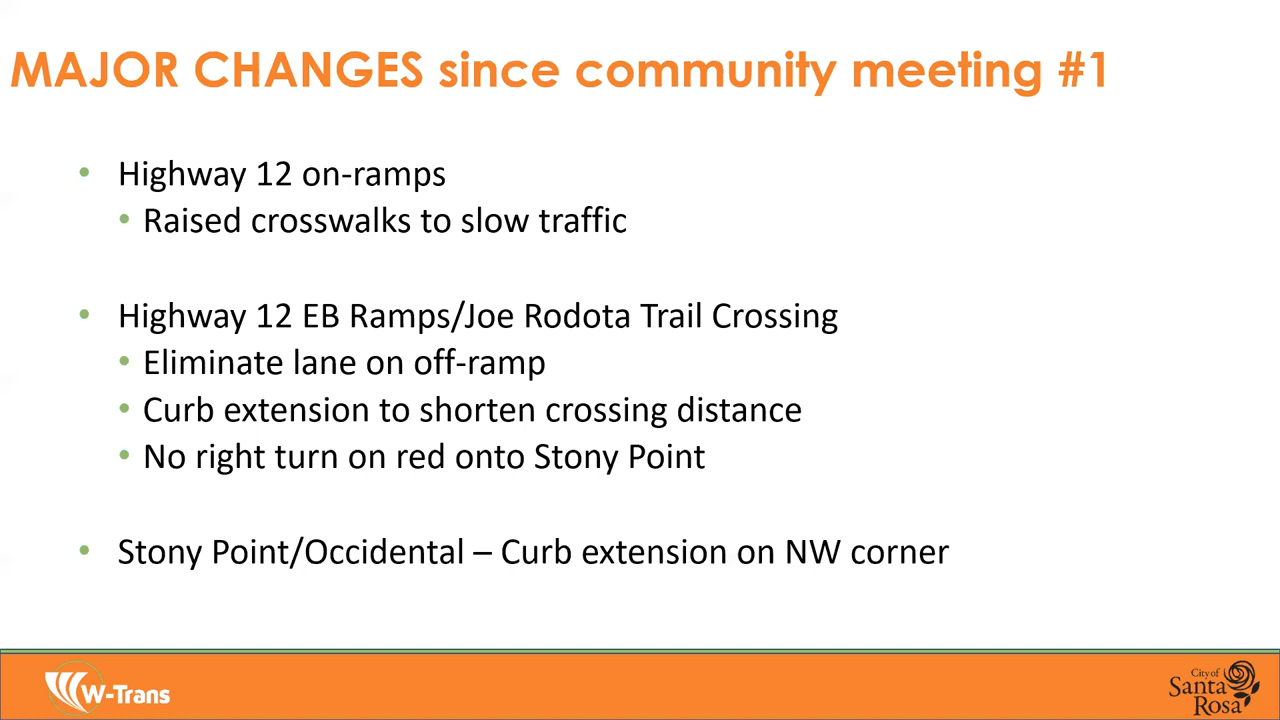 MAJOR CHANGES since community meeting #1
• Highway 12 on-ramps
• Raised crosswalks to slow traffic
• Highway 12 EB Ramps/Joe Rodota Trail Crossing
• Eliminate lane on off-ramp
• Curb extension to shorten crossing distance
• No right turn on red onto Stony Point
• Stony Point/Occidental – Curb extension on NW corner
W-Trans
City of
Santa
Rosa